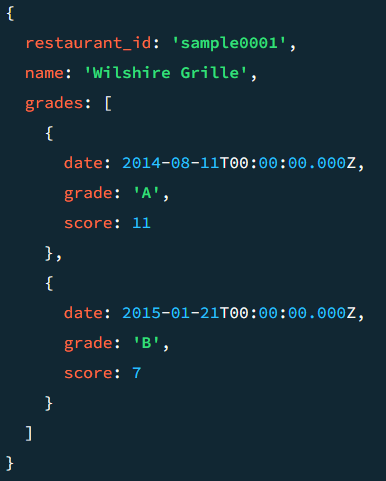 {
  restaurant_id: 'sample0001',
  name: 'Wilshire Grille',
  grades: [
    {
      date: 2014-08-11T00:00:00.000Z,
      grade: 'A',
      score: 11
    },
    {
      date: 2015-01-21T00:00:00.000Z,
      grade: 'B',
      score: 7
    }
  ]
}